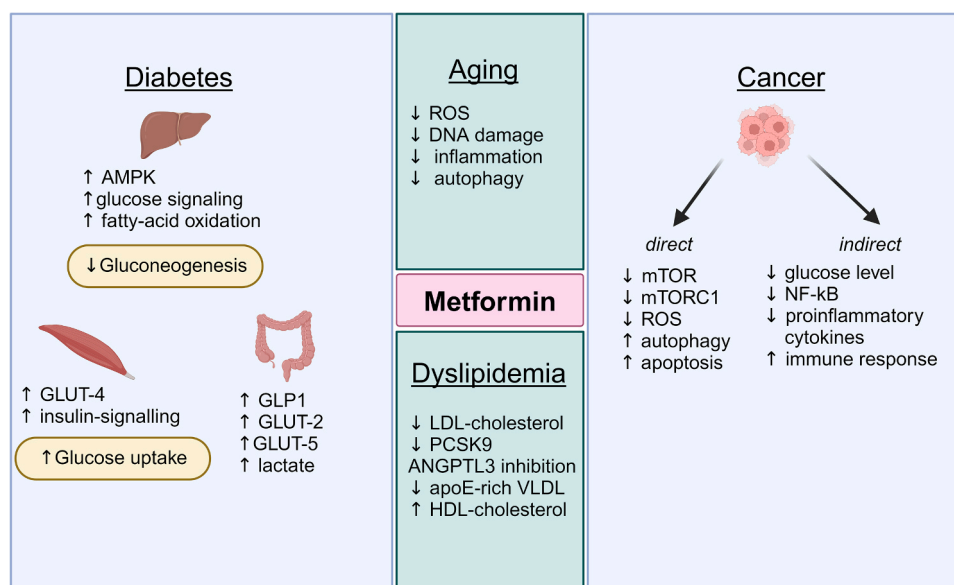 Diabetes
↑ AMPK
↑glucose signaling
↑ fatty-acid oxidation
↓Gluconeogenesis
↑ GLUT-4
↑ insulin-signalling
↑Glucose uptake
↑ GLP1
↑ GLUT-2
↑GLUT-5
↑ lactate
Aging
↓ ROS
↓ DNA damage
↓ inflammation
↓ autophagy
Metformin
Dyslipidemia
↓ LDL-cholesterol
↓ PCSK9
ANGPTL3 inhibition
↓ apoE-rich VLDL
↑ HDL-cholesterol
Cancer
direct
↓ mTOR
↓ mTORC1
↓ ROS
↑ autophagy
↑ apoptosis
indirect
↓ glucose level
↓ NF-kB
↓ proinflammatory
cytokines
↑ immune response